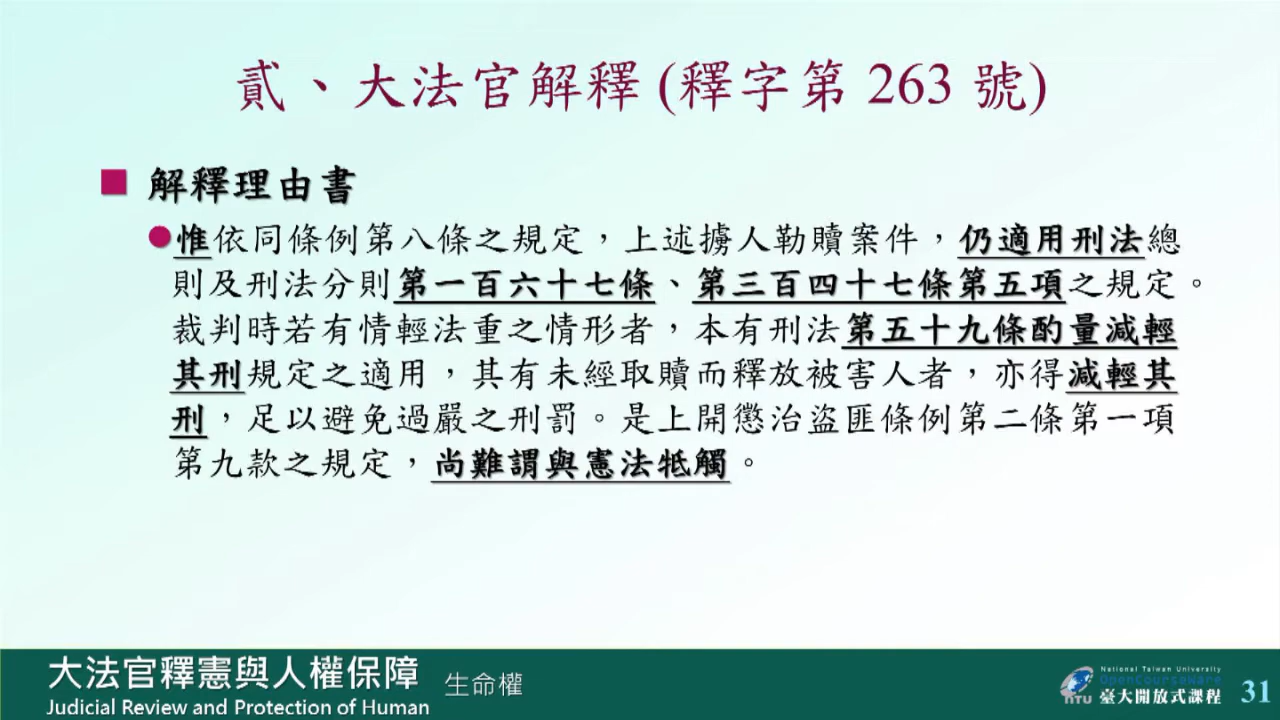 貳、大法官解釋 (釋字第 263 號)
解釋理由書
惟依同條例第八條之規定，上述擄人勒贖案件，仍適用刑法總
則及刑法分則第一百六十七條、第三百四十七條第五項之規定。
裁判時若有情輕法重之情形者，本有刑法第五十九條酌量減輕
其刑規定之適用，其有未經取贖而釋放被害人者，亦得減輕其
刑，足以避免過嚴之刑罰。是上開懲治盜匪條例第二條第一項
第九款之規定，尚難謂與憲法牴觸。
大法官釋憲與人權保障 生命權
Judicial Review and Protection of Human
National Taiwan University
OpenCourseWare
NTU 臺大開放式課程 31